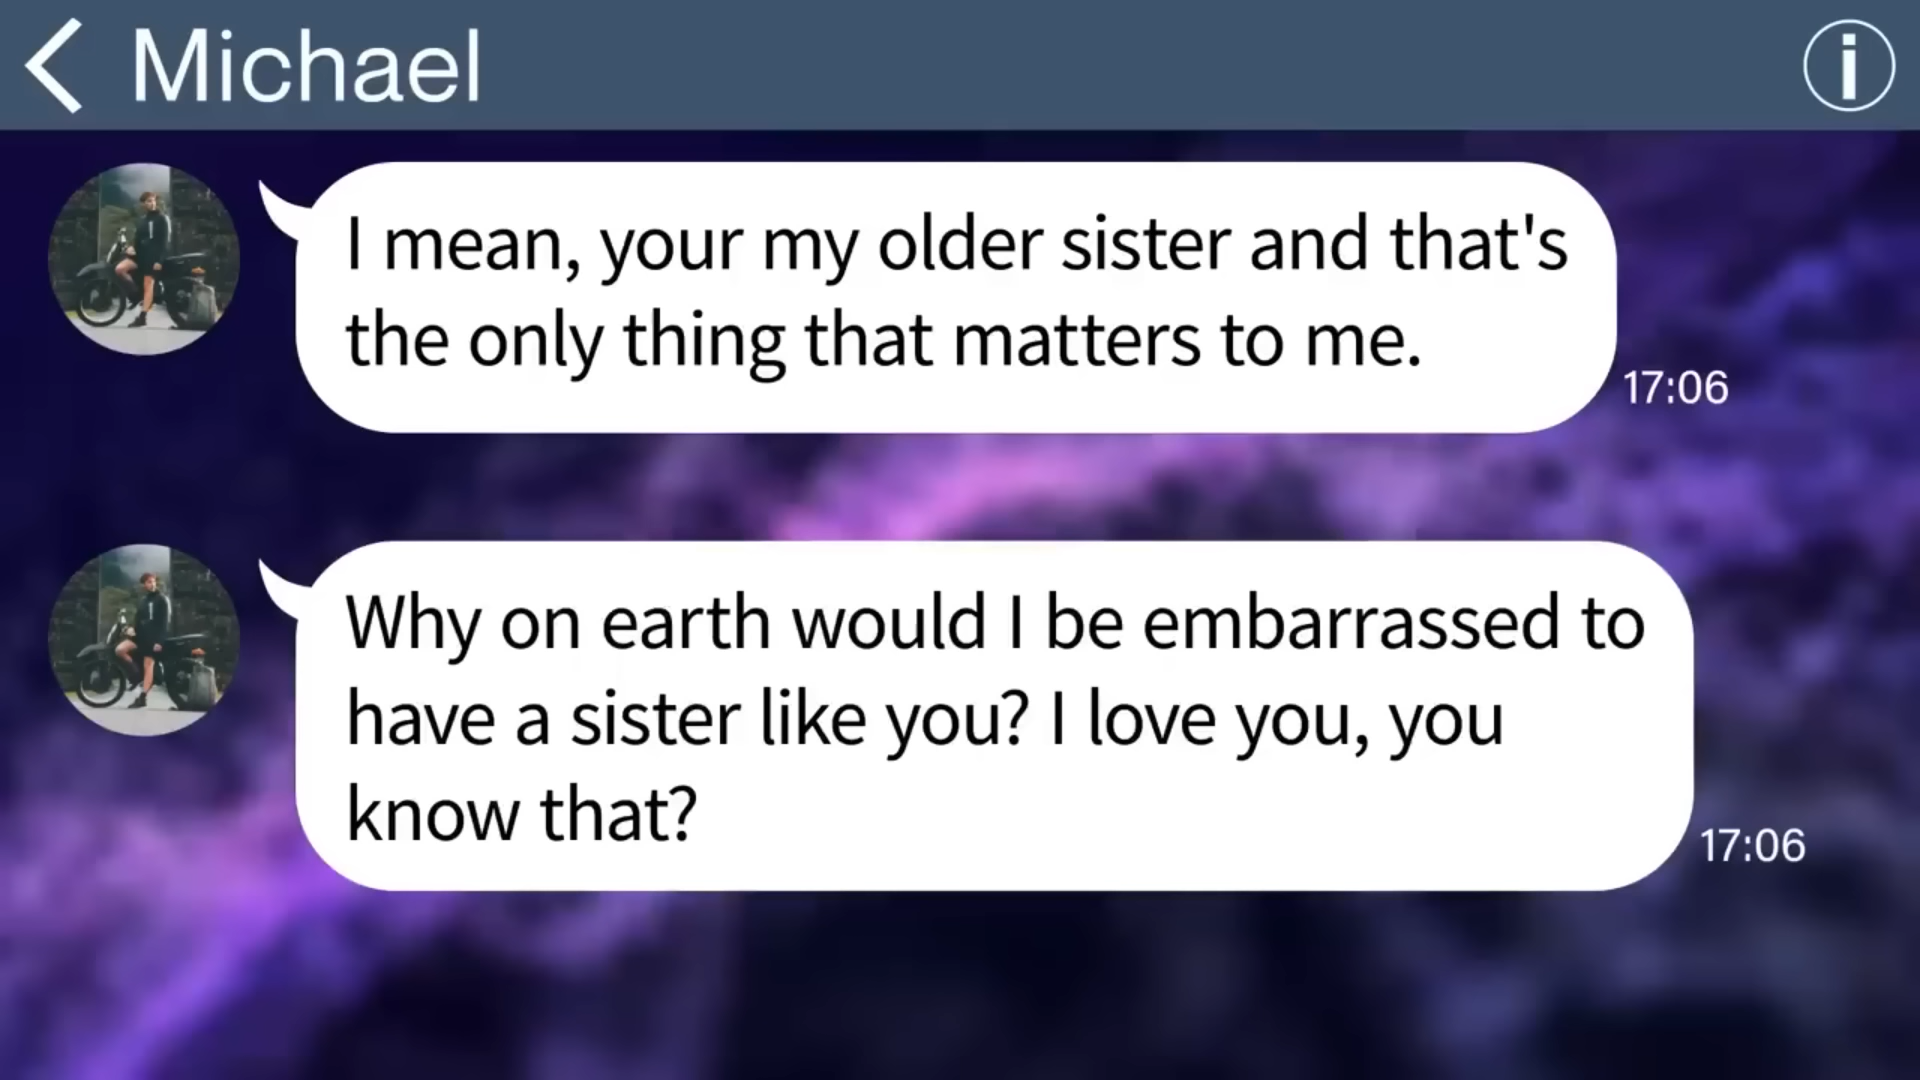 Michael
I mean, your my older sister and that's
the only thing that matters to me.
17:06
Why on earth would I be embarrassed to
have a sister like you? I love you, you
know that?
17:06